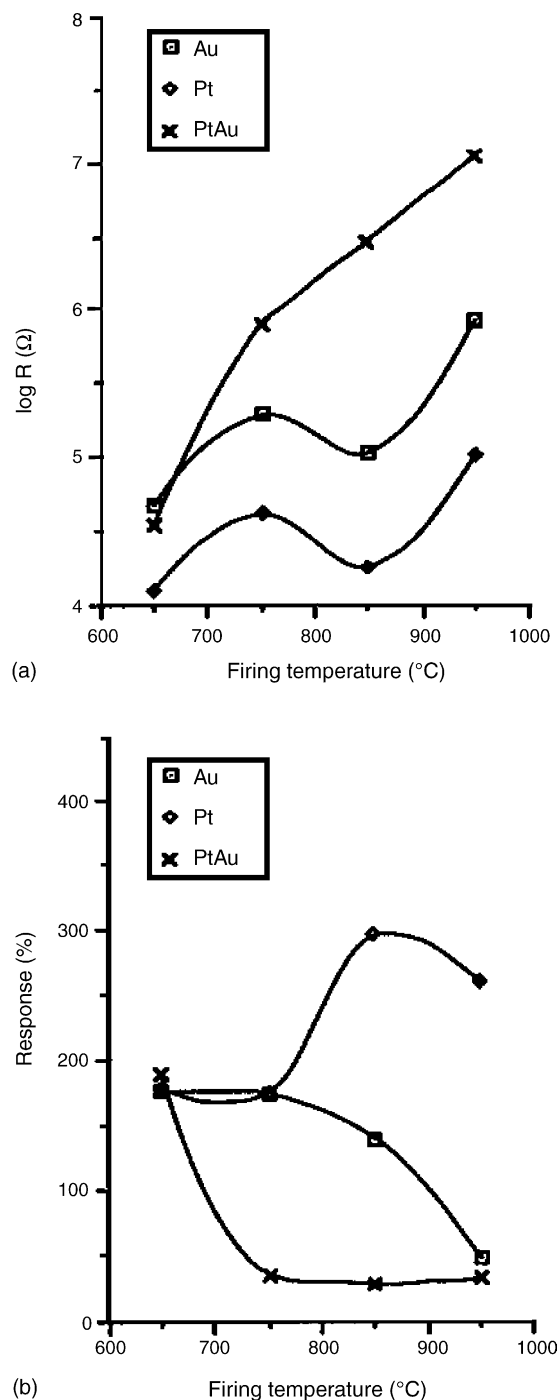 8
7
6
5
4
log R (Ω)
Au
Pt
PtAu
600 700 800 900 1000
Firing temperature (°C)
(a)
400
300
200
100
0
Response (%)
Au
Pt
PtAu
600 700 800 900 1000
Firing temperature (°C)
(b)